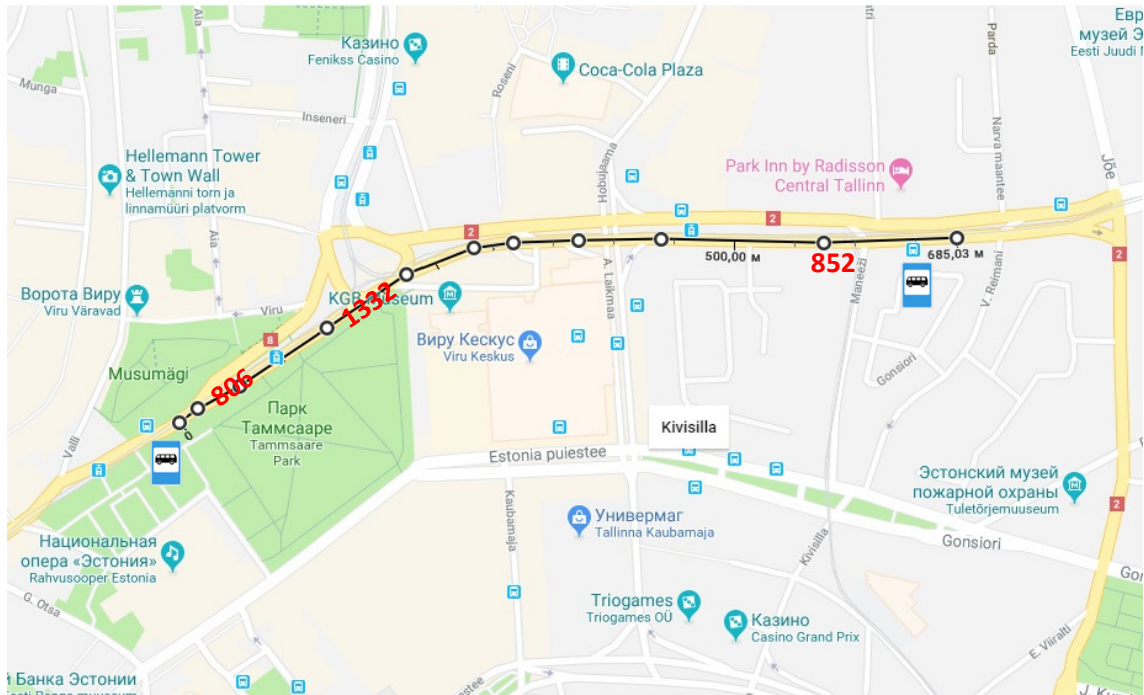 Казино
Fenikss Casino
Roseni
Coca-Cola Plaza
Aia
Parda
Евр
музей Э
Eesti Juudi
Munga
Inseneri
Hellemann Tower
& Town Wall
Hellemanni torn ja
linnamüüri platvorm
Aia
Hobujaama
Park Inn by Radisson
Central Tallinn
Narva maantee
Jõe
2
2
2
500,00 м
852
685,03 м
A. Laikmaa
Maneeži
V. Reimani
KGB Museum
1332
Ворота Виру
Viru Väravad
Viru
8
Виру Кескус
Viru Keskus
Musumägi
806
0
Gonsiori
Парк
Таммсааре
Tammsaare
Park
Valli
Kivisilla
Estonia puiestee
Эстонский музей
пожарной охраны
Tuletõrjemuuseum
2
Kaubamaja
Универмаг
Tallinna Kaubamaja
Национальная
опера «Эстония»
Rahvusooper Estonia
Gonsiori
Gon
Kivisilla
G. Otsa
Triogames
Triogames OÜ
Казино
Casino Grand Prix
E. Viiralti
й Банка Эстонии